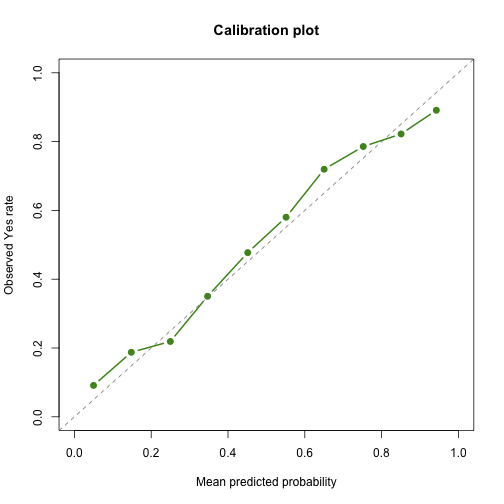 Calibration plot
Observed Yes rate
1.0
0.8
0.6
0.4
0.2
0.0
0.0 0.2 0.4 0.6 0.8 1.0
Mean predicted probability